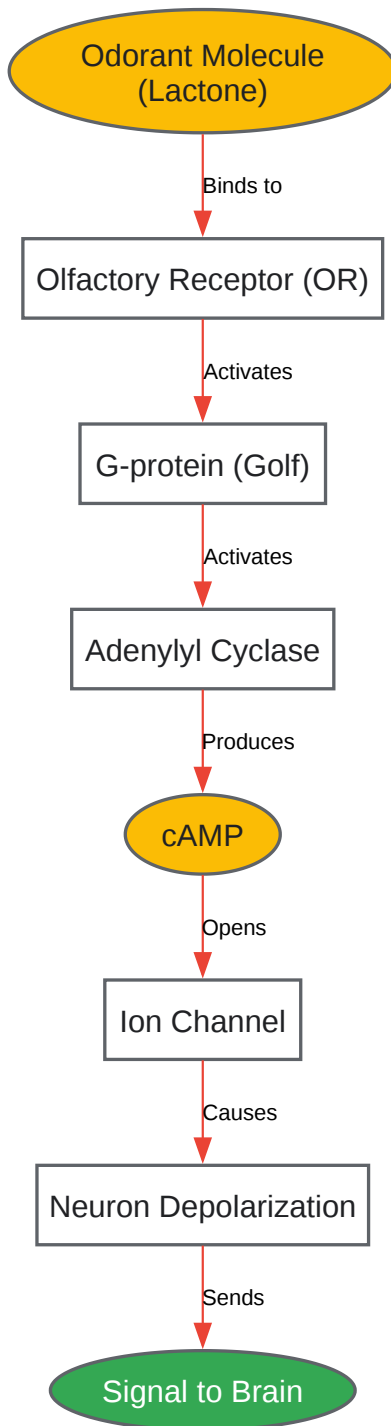 Odorant Molecule
(Lactone)
Binds to
Olfactory Receptor (OR)
Activates
G-protein (Golf)
Activates
Adenylyl Cyclase
Produces
cAMP
Opens
Ion Channel
Causes
Neuron Depolarization
Sends
Signal to Brain